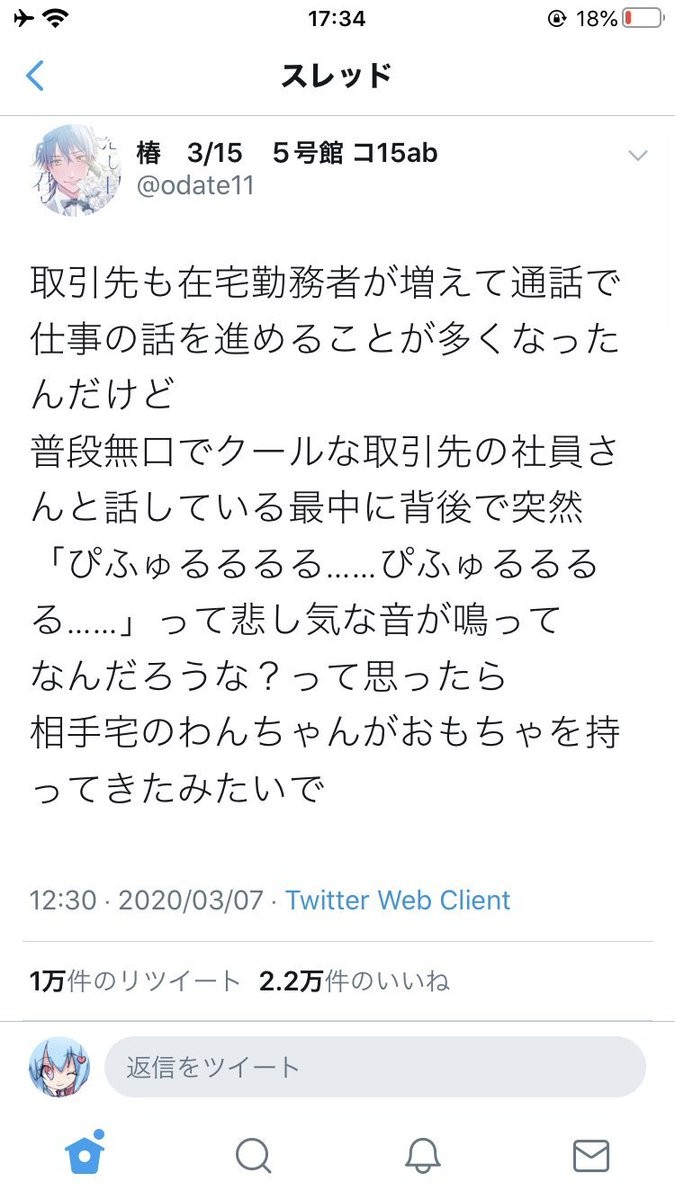 17:34
18%
スレッド
椿 3/15 5号館 コ15ab
@odate11
取引先も在宅勤務者が増えて通話で
仕事の話を進めることが多くなった
んだけど
普段無口でクールな取引先の社員さ
んと話している最中に背後で突然
「ぴふゅるるるる……ぴふゅるるる
る……」って悲し気な音が鳴って
なんだろうな？って思ったら
相手宅のわんちゃんがおもちゃを持
ってきたみたいで
12:30 · 2020/03/07 · Twitter Web Client
1万件のリツイート 2.2万件のいいね
返信をツイート